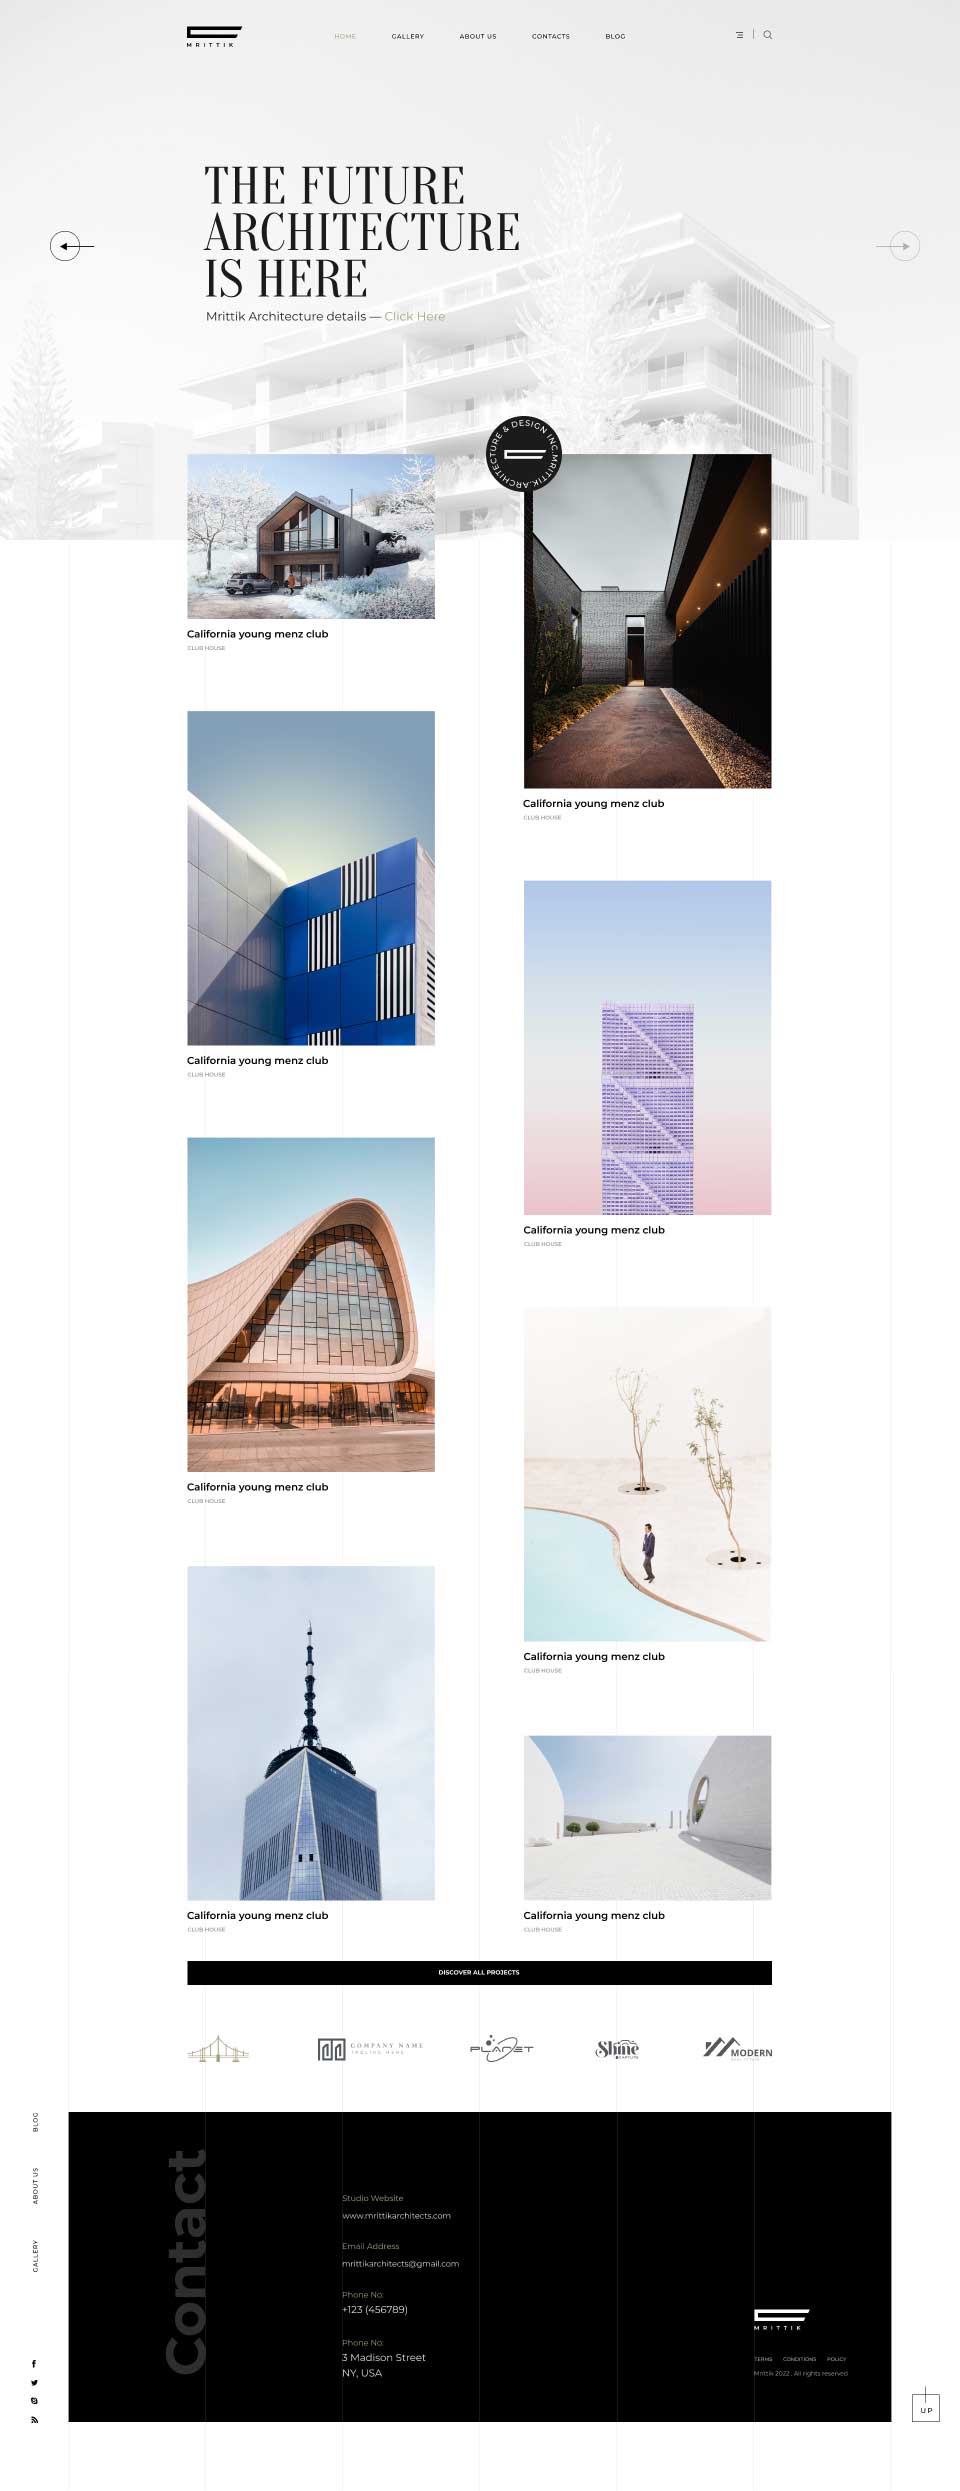 MRITTIK
HOME
GALLERY
ABOUT US
CONTACTS
BLOG
THE FUTURE
ARCHITECTURE
IS HERE
Mrittik Architecture details — Click Here
MRITTIK.ARCHITECTURE & DESIGN INC.
California young menz club
CLUB HOUSE
California young menz club
CLUB HOUSE
California young menz club
CLUB HOUSE
California young menz club
CLUB HOUSE
California young menz club
CLUB HOUSE
California young menz club
CLUB HOUSE
California young menz club
CLUB HOUSE
California young menz club
CLUB HOUSE
DISCOVER ALL PROJECTS
COMPANY NAME
PLANET
Shine
MODERN
BLOG
ABOUT US
GALLERY
Contact
Studio Website
www.mrittikarchitects.com
Email Address
mrittikarchitects@gmail.com
Phone No:
+123 (456789)
Phone No:
3 Madison Street
NY, USA
MRITTIK
TERMS
CONDITIONS
POLICY
Mrittik 2022 . All rights reserved
UP